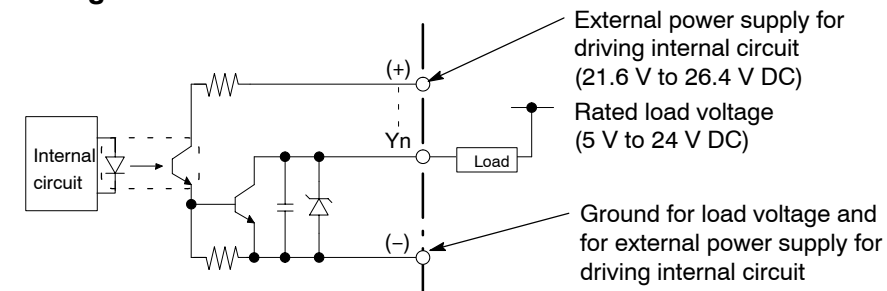 External power supply for
driving internal circuit
(21.6 V to 26.4 V DC)
(+)
Rated load voltage
(5 V to 24 V DC)
Yn
Load
Internal
circuit
(−)
Ground for load voltage and
for external power supply for
driving internal circuit